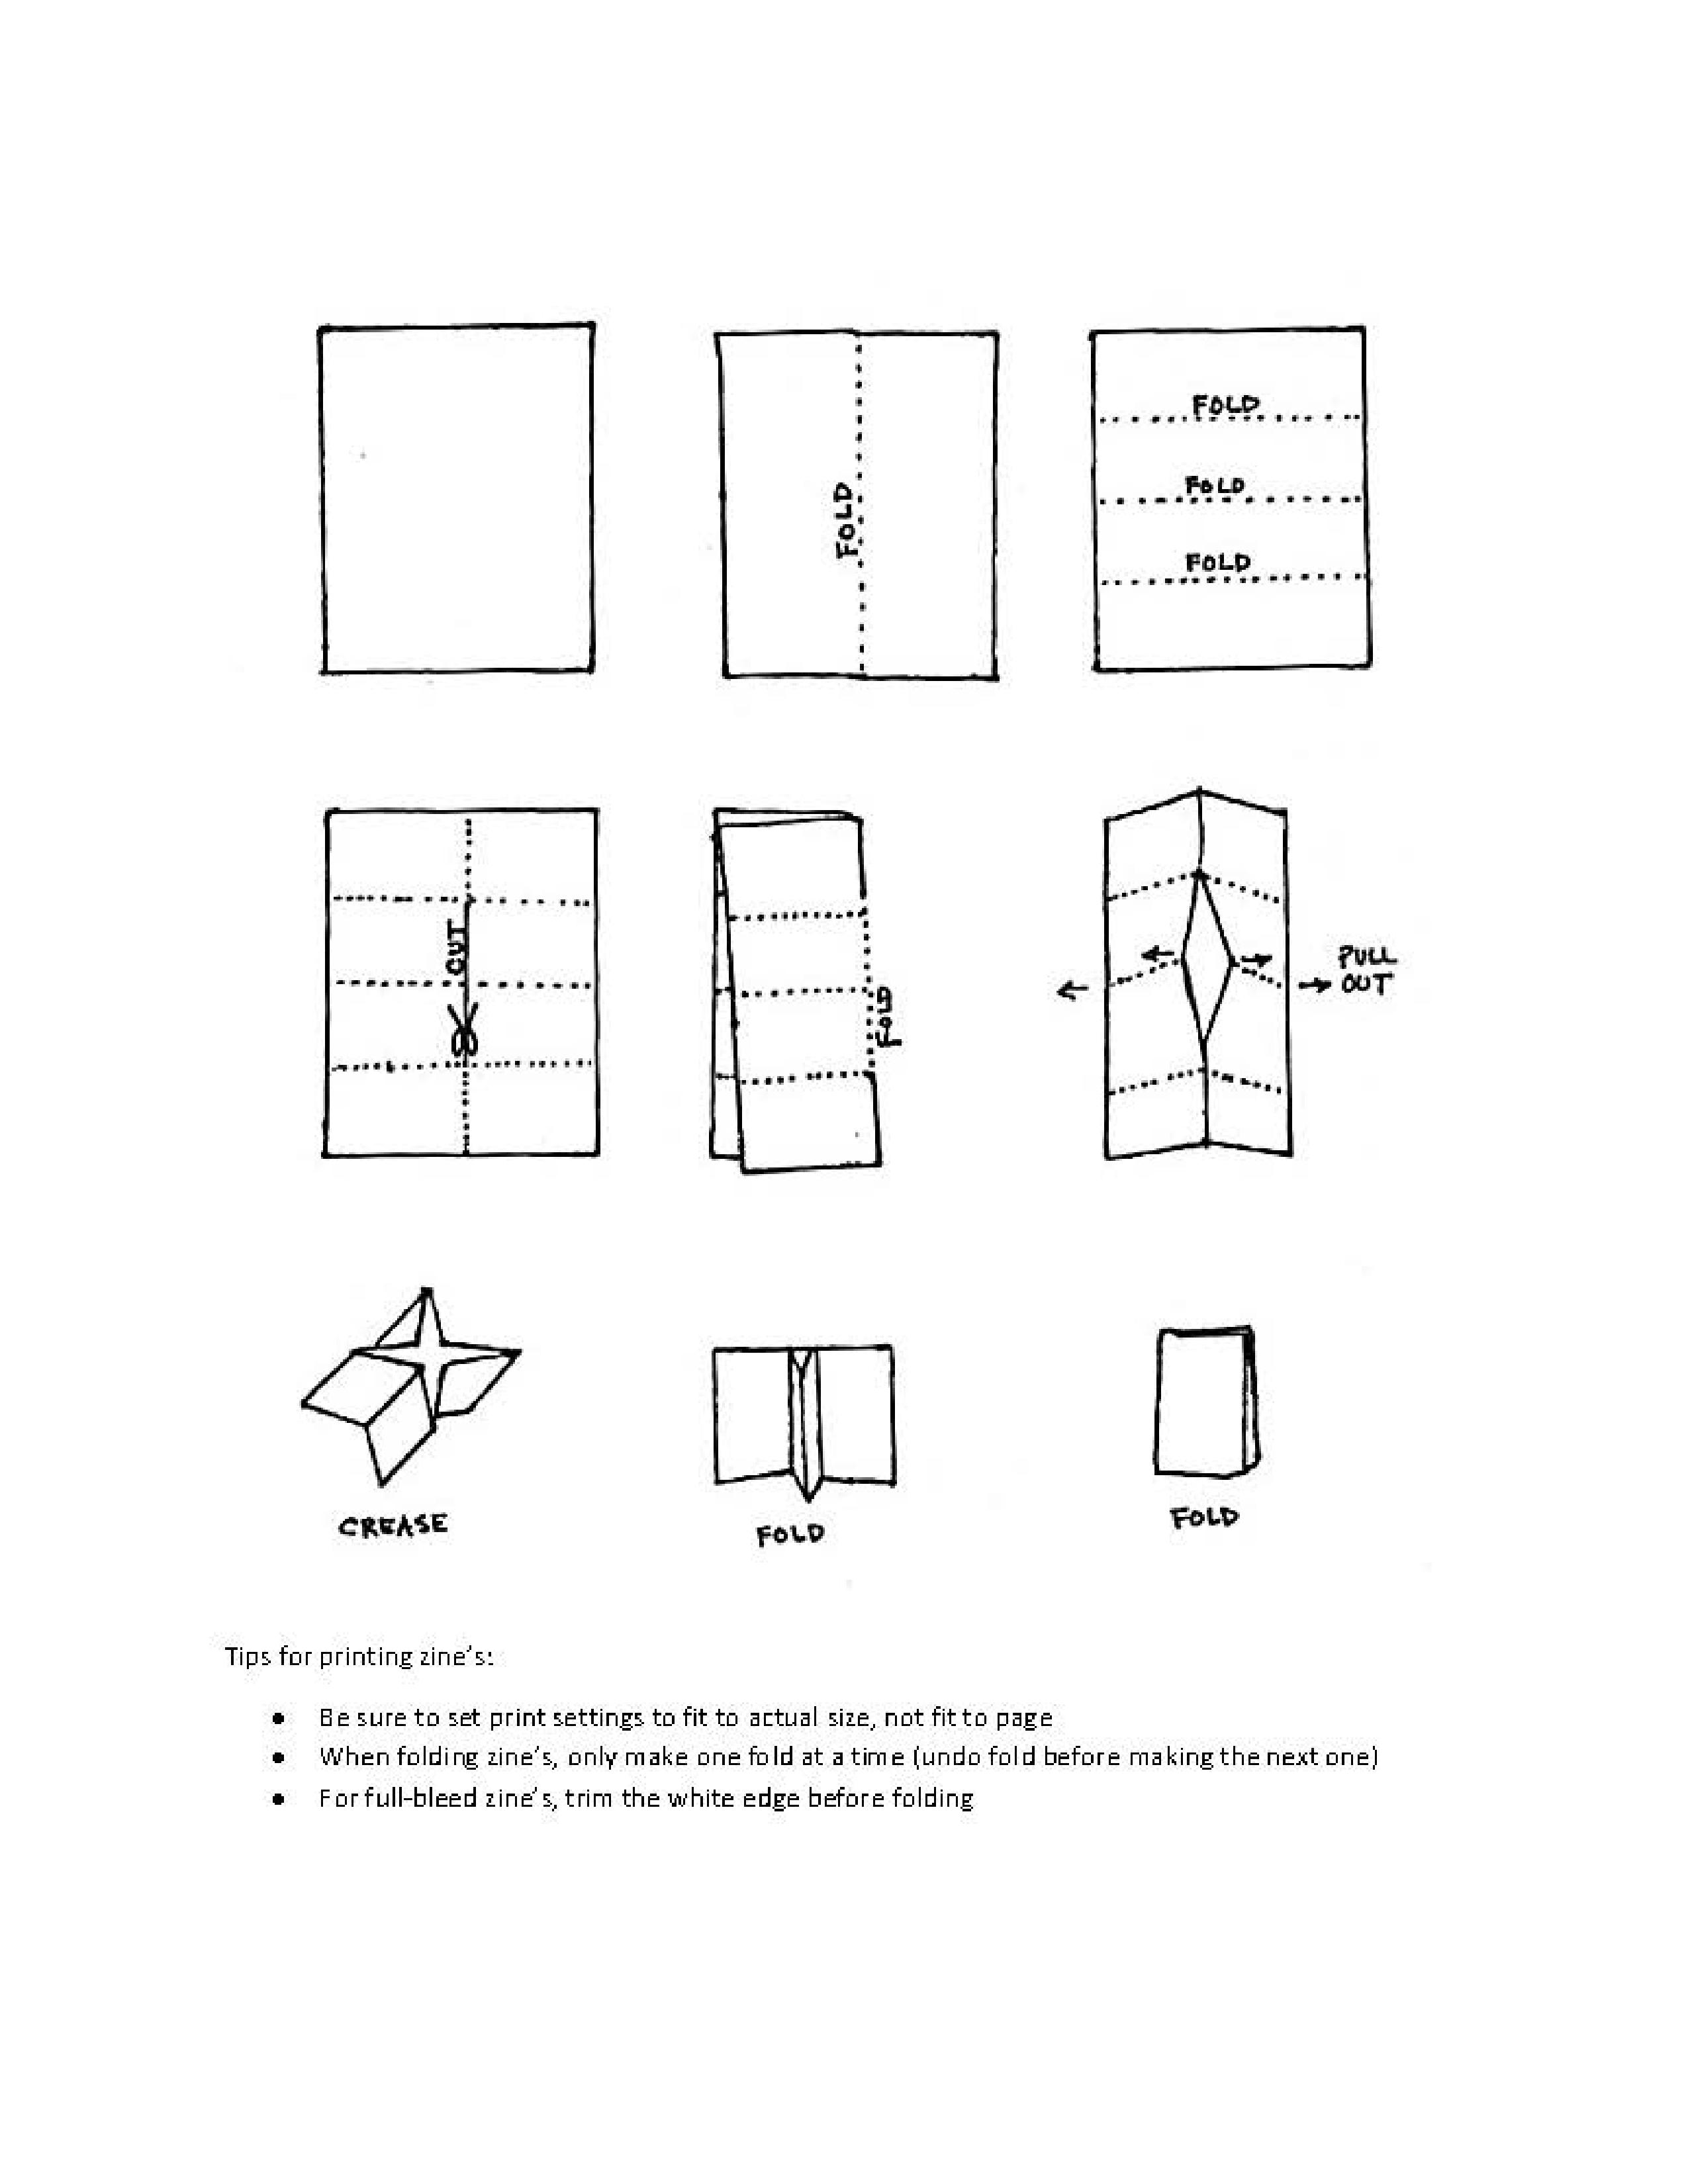 FOLD
FOLD
FOLD
FOLD
CUT
FOLD
PULL
OUT
CREASE
FOLD
FOLD
Tips for printing zine's:
• Be sure to set print settings to fit to actual size, not fit to page
• When folding zine's, only make one fold at a time (undo fold before making the next one)
• For full-bleed zine's, trim the white edge before folding